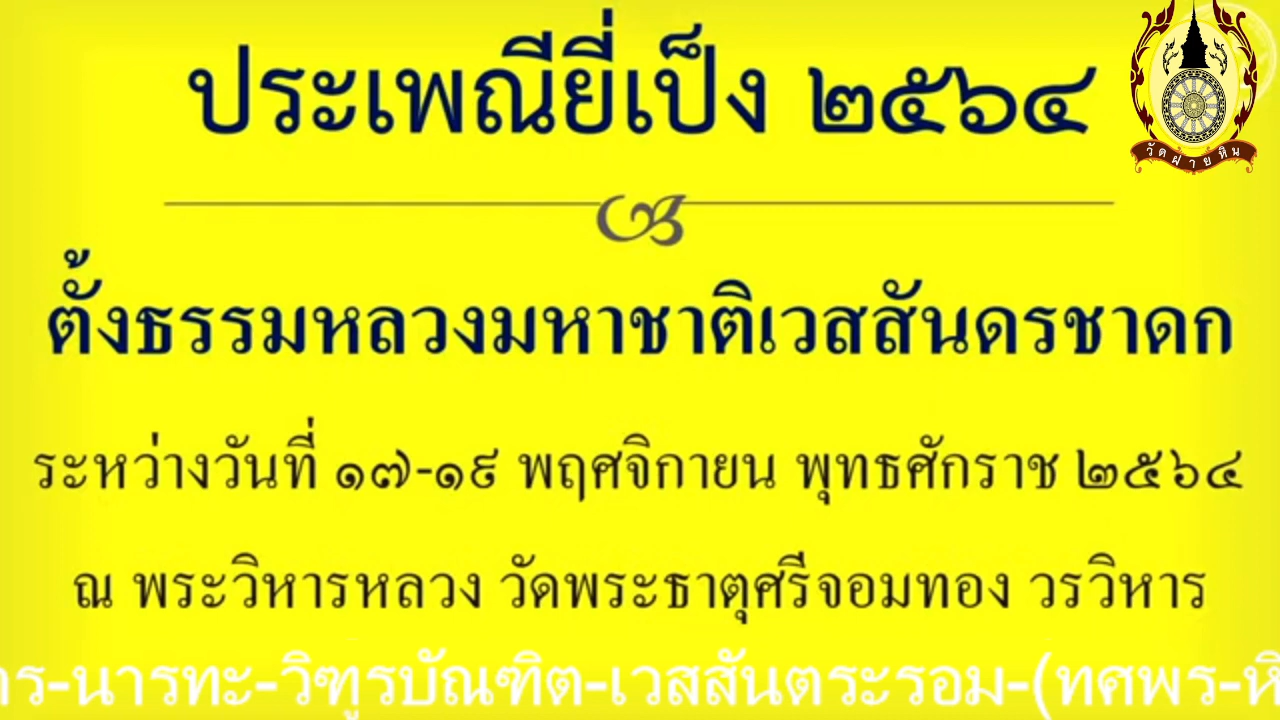 ประเพณียี่เป็ง ๒๕๖๔
วัดฝายหิน
ตั้งธรรมหลวงมหาชาติเวสสันดรชาดก
ระหว่างวันที่ ๑๗-๑๙ พฤศจิกายน พุทธศักราช ๒๕๖๔
ณ พระวิหารหลวง วัดพระธาตุศรีจอมทอง วรวิหาร
าร-นารทะ-วิฑูรบัณฑิต-เวสสันตระรอม-(ทศพร-หิ